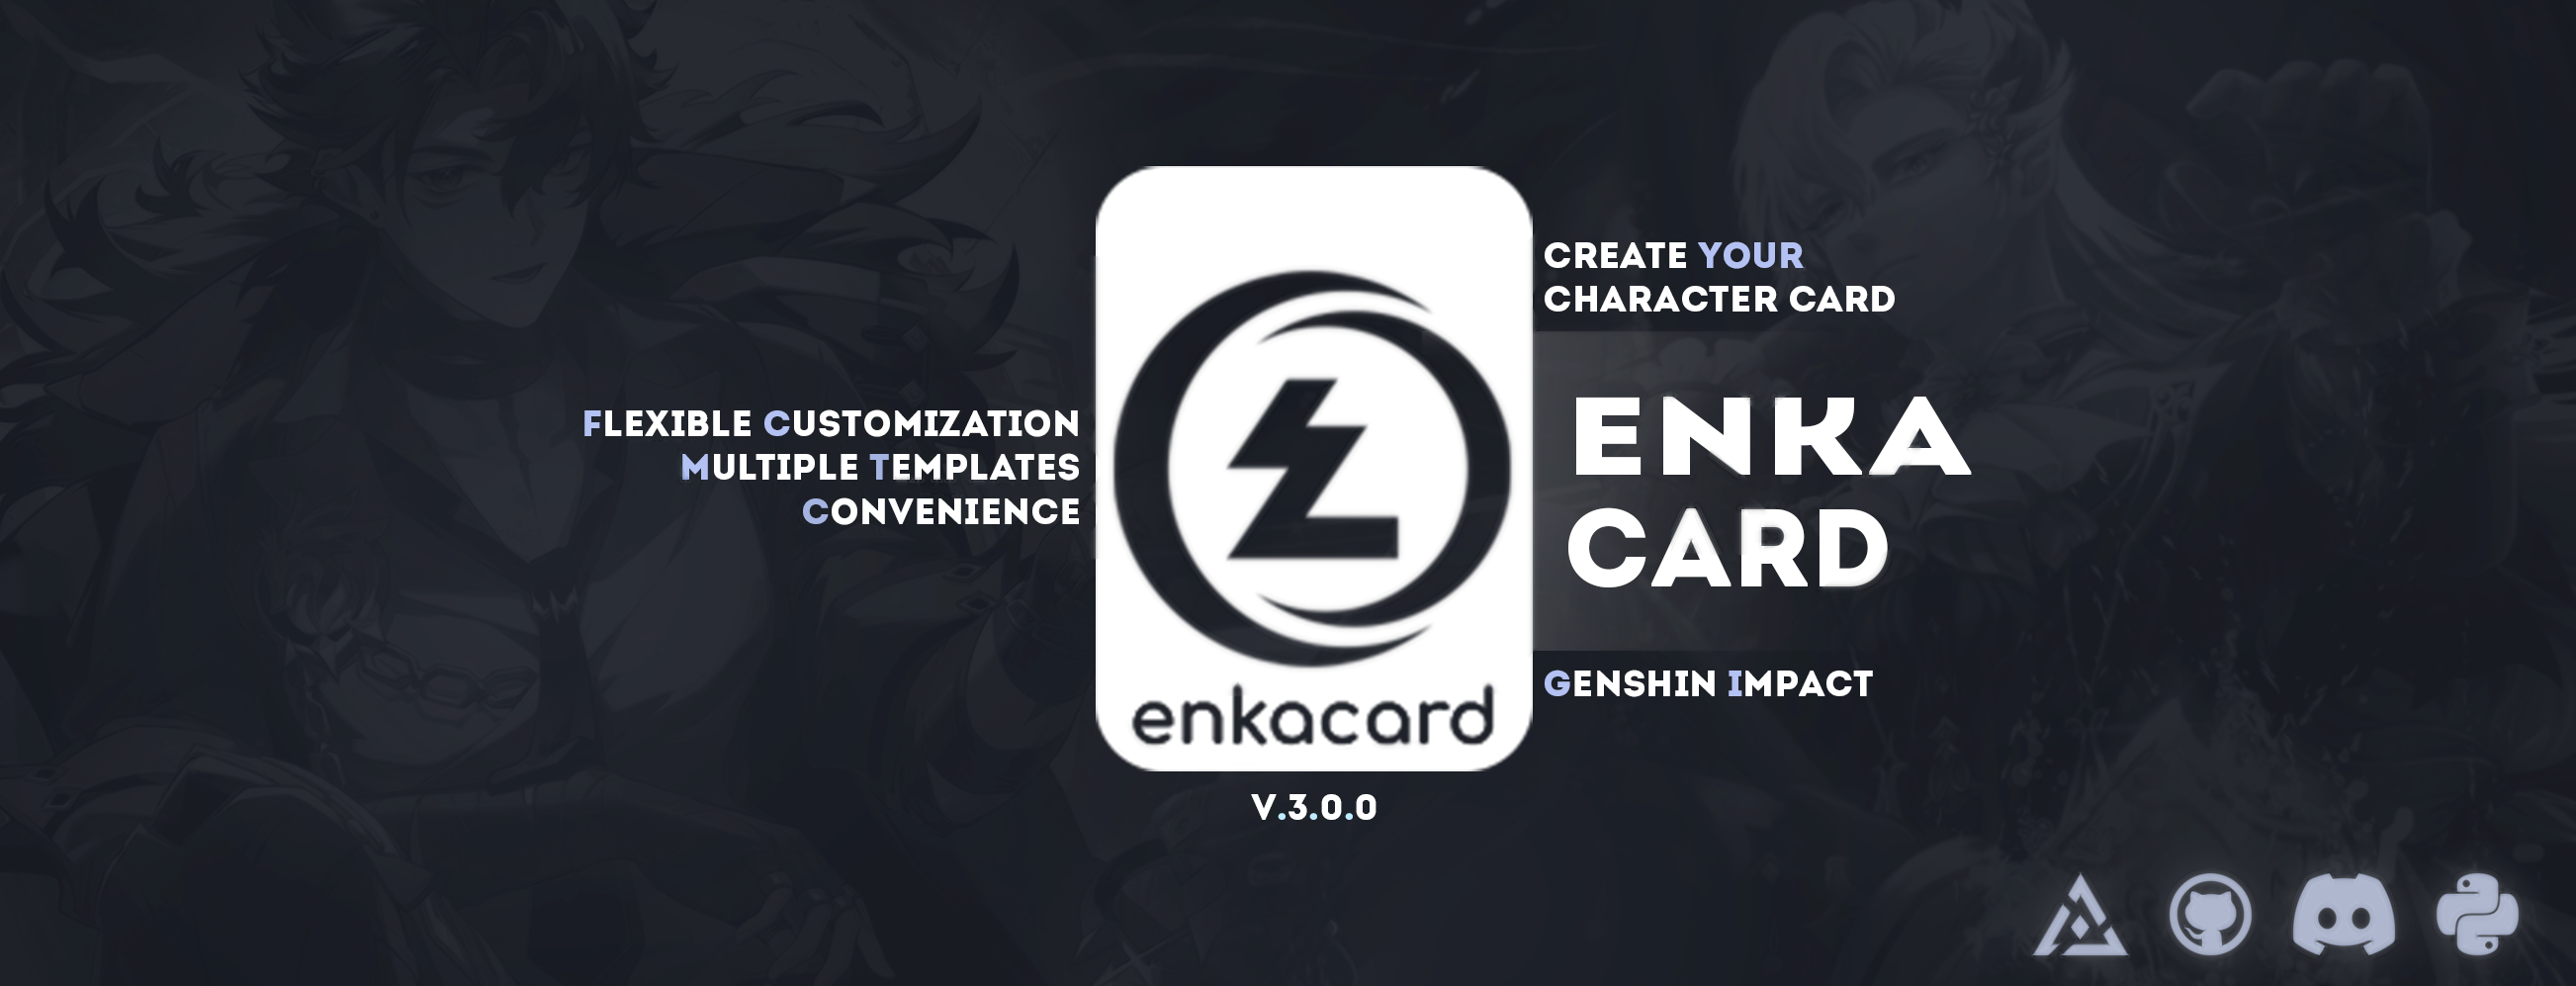 FLEXIBLE CUSTOMIZATION
MULTIPLE TEMPLATES
CONVENIENCE
enkacard
V.3.0.0
CREATE YOUR
CHARACTER CARD
ENKA
CARD
GENSHIN IMPACT